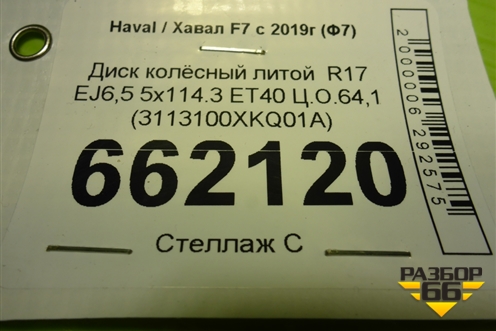 Haval / Хавал F7 с 2019г (Ф7)
Диск колёсный литой R17
EJ6,5 5x114.3 ET40 Ц.О.64,1
(3113100XKQ01A)
662120
Стеллаж С
2000006292575
РАЗБОР
66